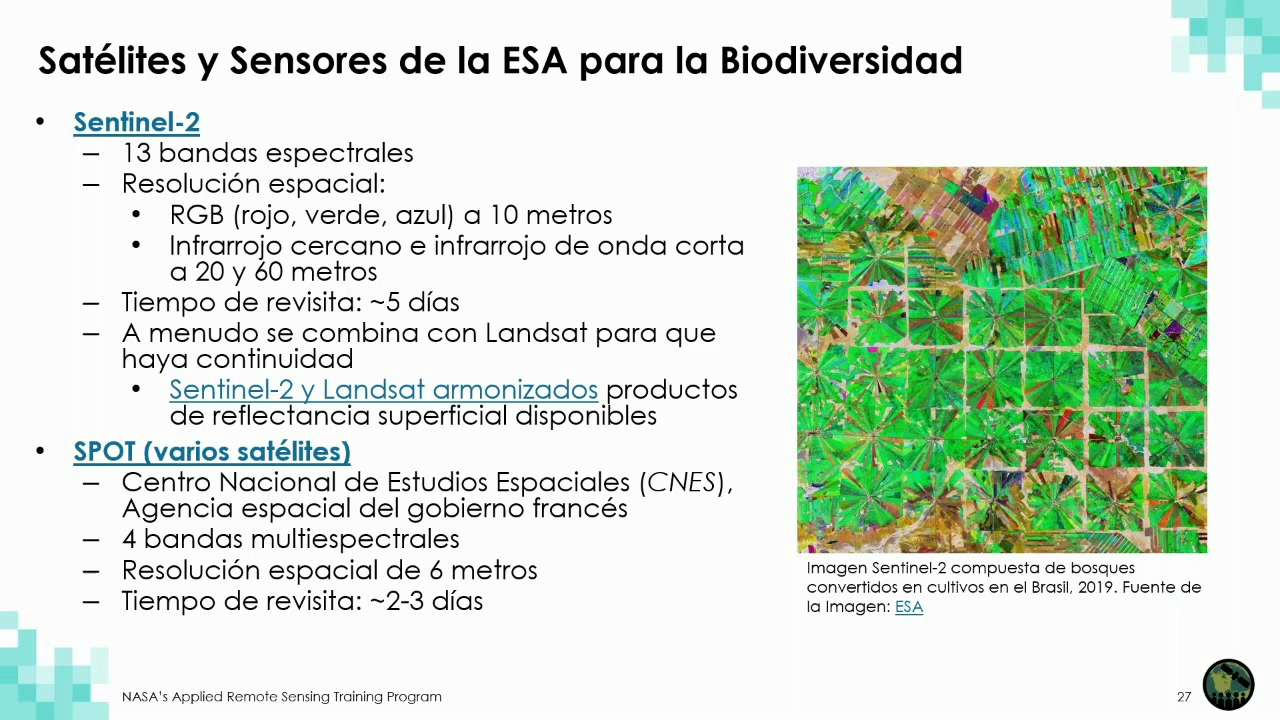 Satélites y Sensores de la ESA para la Biodiversidad
• Sentinel-2
– 13 bandas espectrales
– Resolución espacial:
• RGB (rojo, verde, azul) a 10 metros
• Infrarrojo cercano e infrarrojo de onda corta
a 20 y 60 metros
– Tiempo de revisita: ~5 días
– A menudo se combina con Landsat para que
haya continuidad
• Sentinel-2 y Landsat armonizados productos
de reflectancia superficial disponibles
• SPOT (varios satélites)
– Centro Nacional de Estudios Espaciales (CNES),
Agencia espacial del gobierno francés
– 4 bandas multiespectrales
– Resolución espacial de 6 metros
– Tiempo de revisita: ~2-3 días
Imagen Sentinel-2 compuesta de bosques
convertidos en cultivos en el Brasil, 2019. Fuente de
la Imagen: ESA
NASA's Applied Remote Sensing Training Program
27